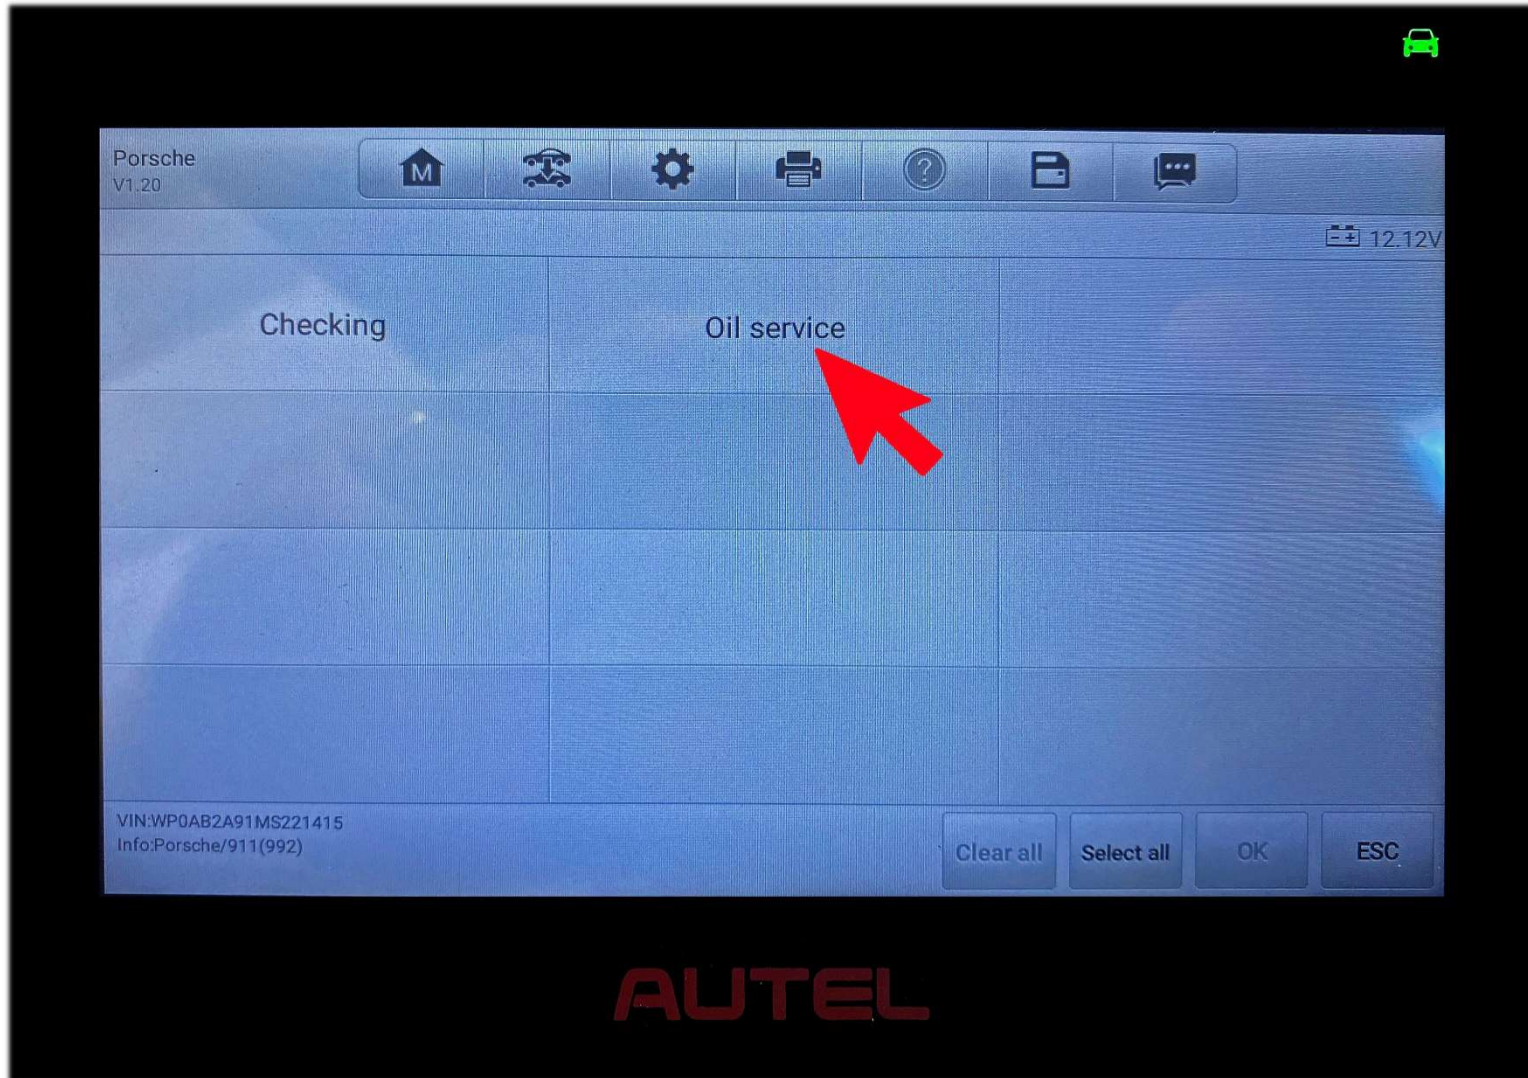 Porsche
V1.20
M
?
12.12V
Checking
Oil service
VIN:WP0AB2A91MS221415
Info:Porsche/911(992)
Clear all
Select all
OK
ESC
AUTEL